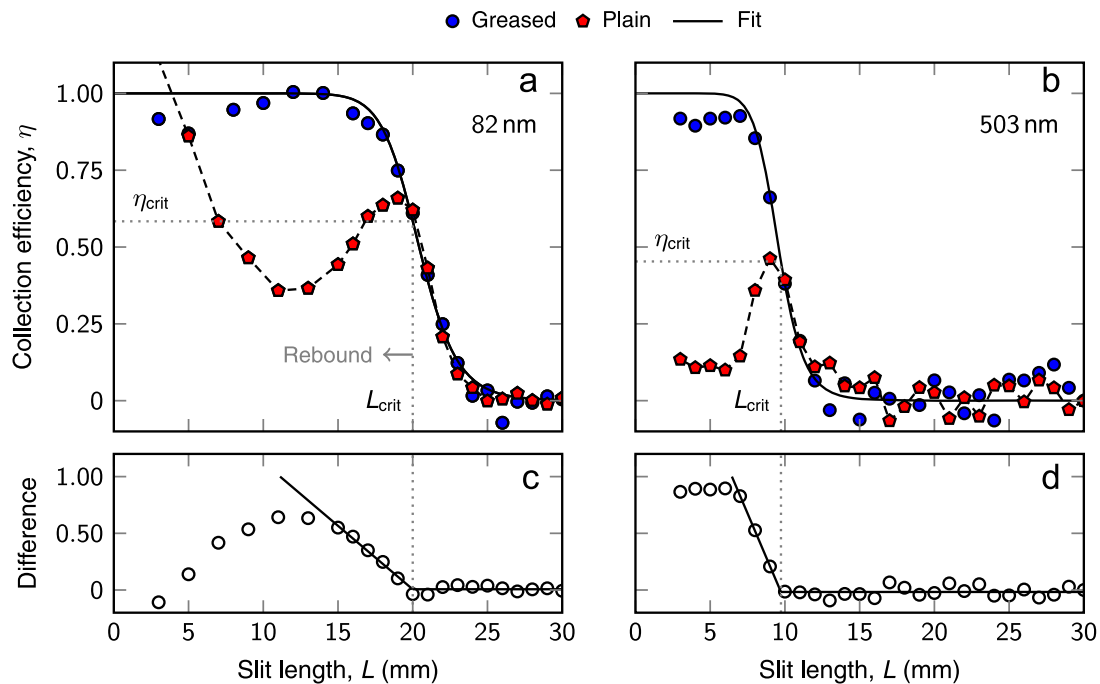 Greased Plain Fit
a
b
82 nm
503 nm
Collection efficiency, η
1.00
0.75
0.50
0.25
0
η_crit
η_crit
Rebound ←
L_crit
L_crit
c
d
Difference
1.00
0.50
0
0 5 10 15 20 25 30
0 5 10 15 20 25 30
Slit length, L (mm)
Slit length, L (mm)